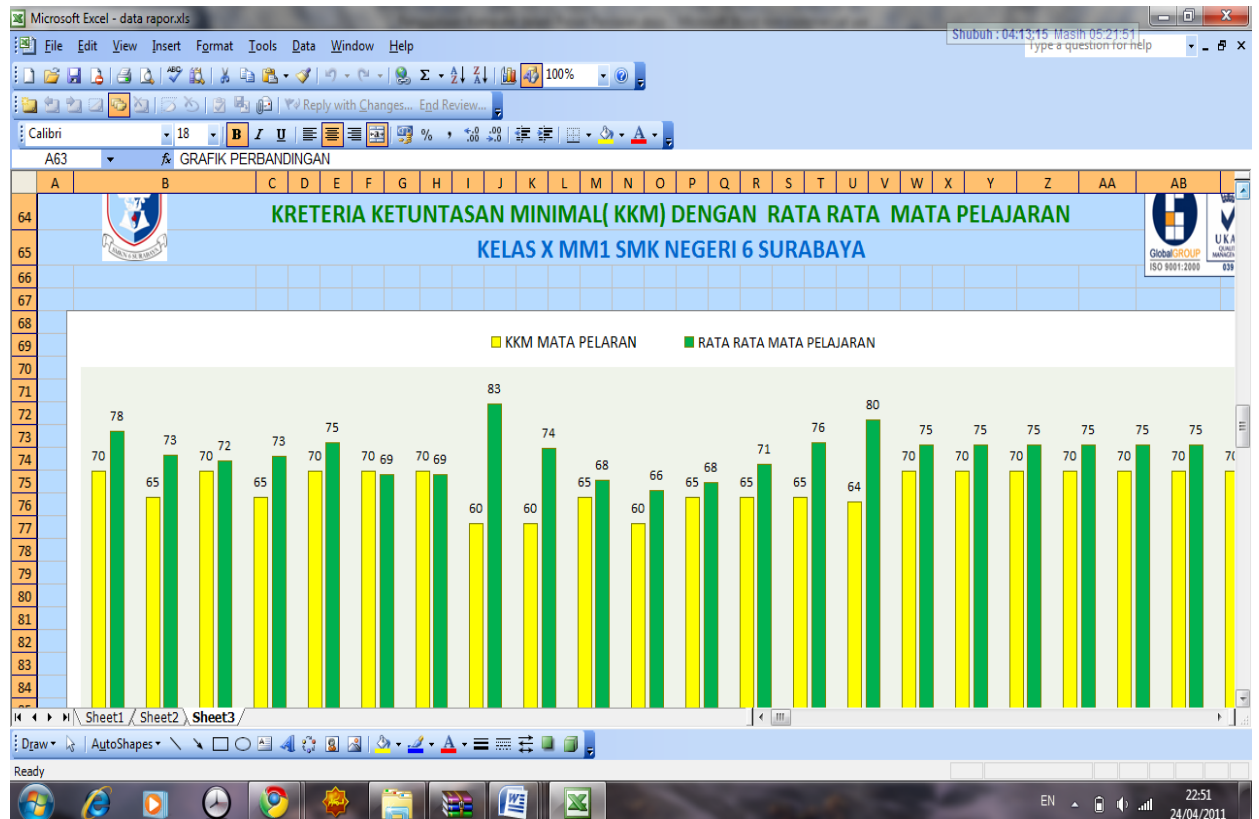 Microsoft Excel - data rapor.xls
Shubuh : 04:13:15 Masih 05:21:51
File Edit View Insert Format Tools Data Window Help
Type a question for help
100%
Reply with Changes... End Review...
Calibri 18 B I U
A63 fx GRAFIK PERBANDINGAN
A B C D E F G H I J K L M N O P Q R S T U V W X Y Z AA AB
64 KRETERIA KETUNTASAN MINIMAL( KKM) DENGAN RATA RATA MATA PELAJARAN
65 KELAS X MM1 SMK NEGERI 6 SURABAYA
GlobalGROUP
ISO 9001:2000
UKA
039
66
67
68
69
KKM MATA PELARAN RATA RATA MATA PELAJARAN
70
71
72
73
74
75
76
77
78
79
80
81
82
83
84
70 78
65 73
70 72
65 73
70 75
70 69
70 69
60 83
60 74
65 68
60 66
65 68
65 71
65 76
64 80
70 75
70 75
70 75
70 75
70 75
70 75
Sheet1 Sheet2 Sheet3
Draw AutoShapes
Ready
EN 22:51
24/04/2011